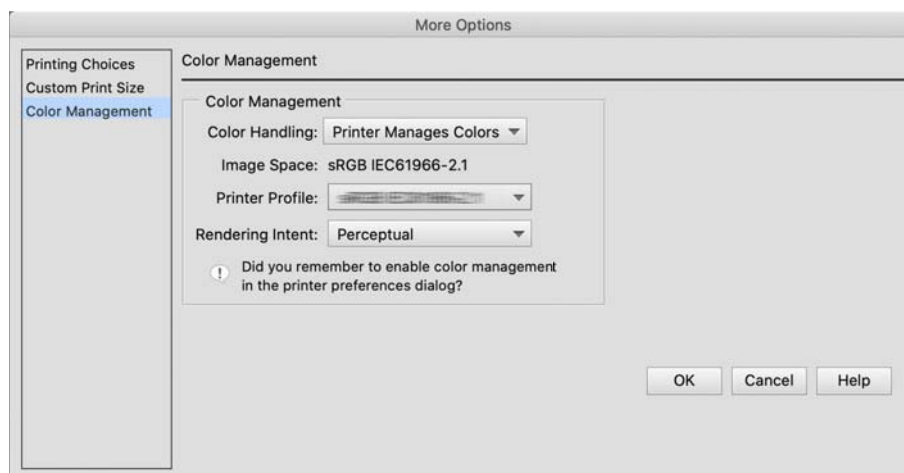 More Options
Printing Choices
Custom Print Size
Color Management
Color Management
Color Management
Color Handling: Printer Manages Colors
Image Space: sRGB IEC61966-2.1
Printer Profile:
Rendering Intent: Perceptual
! Did you remember to enable color management
in the printer preferences dialog?
OK Cancel Help